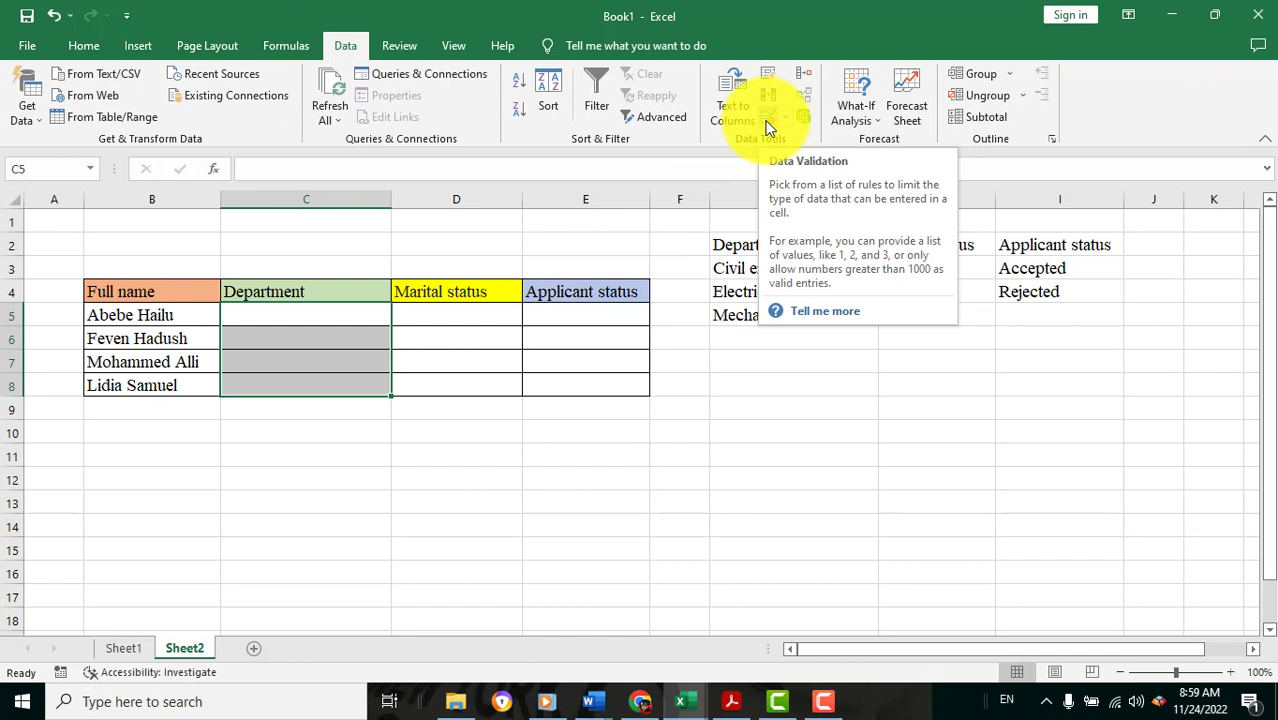 Book1 - Excel
Sign in
File Home Insert Page Layout Formulas Data Review View Help Tell me what you want to do
Get Data
From Text/CSV
From Web
From Table/Range
Recent Sources
Existing Connections
Get & Transform Data
Refresh All
Queries & Connections
Properties
Edit Links
Queries & Connections
Sort
Filter
Clear
Reapply
Advanced
Sort & Filter
Text to Columns
Data Tools
What-If Analysis
Forecast Sheet
Forecast
Group
Ungroup
Subtotal
Outline
C5
Data Validation
Pick from a list of rules to limit the
type of data that can be entered in a
cell.
For example, you can provide a list
of values, like 1, 2, and 3, or only
allow numbers greater than 1000 as
valid entries.
Tell me more
A B C D E F I J K
1
2 Applicant status
3 Accepted
4 Full name Department Marital status Applicant status Rejected
5 Abebe Hailu
6 Feven Hadush
7 Mohammed Alli
8 Lidia Samuel
9
10
11
12
13
14
15
16
17
18
Sheet1 Sheet2
Ready Accessibility: Investigate 100%
Type here to search
EN
8:59 AM
11/24/2022